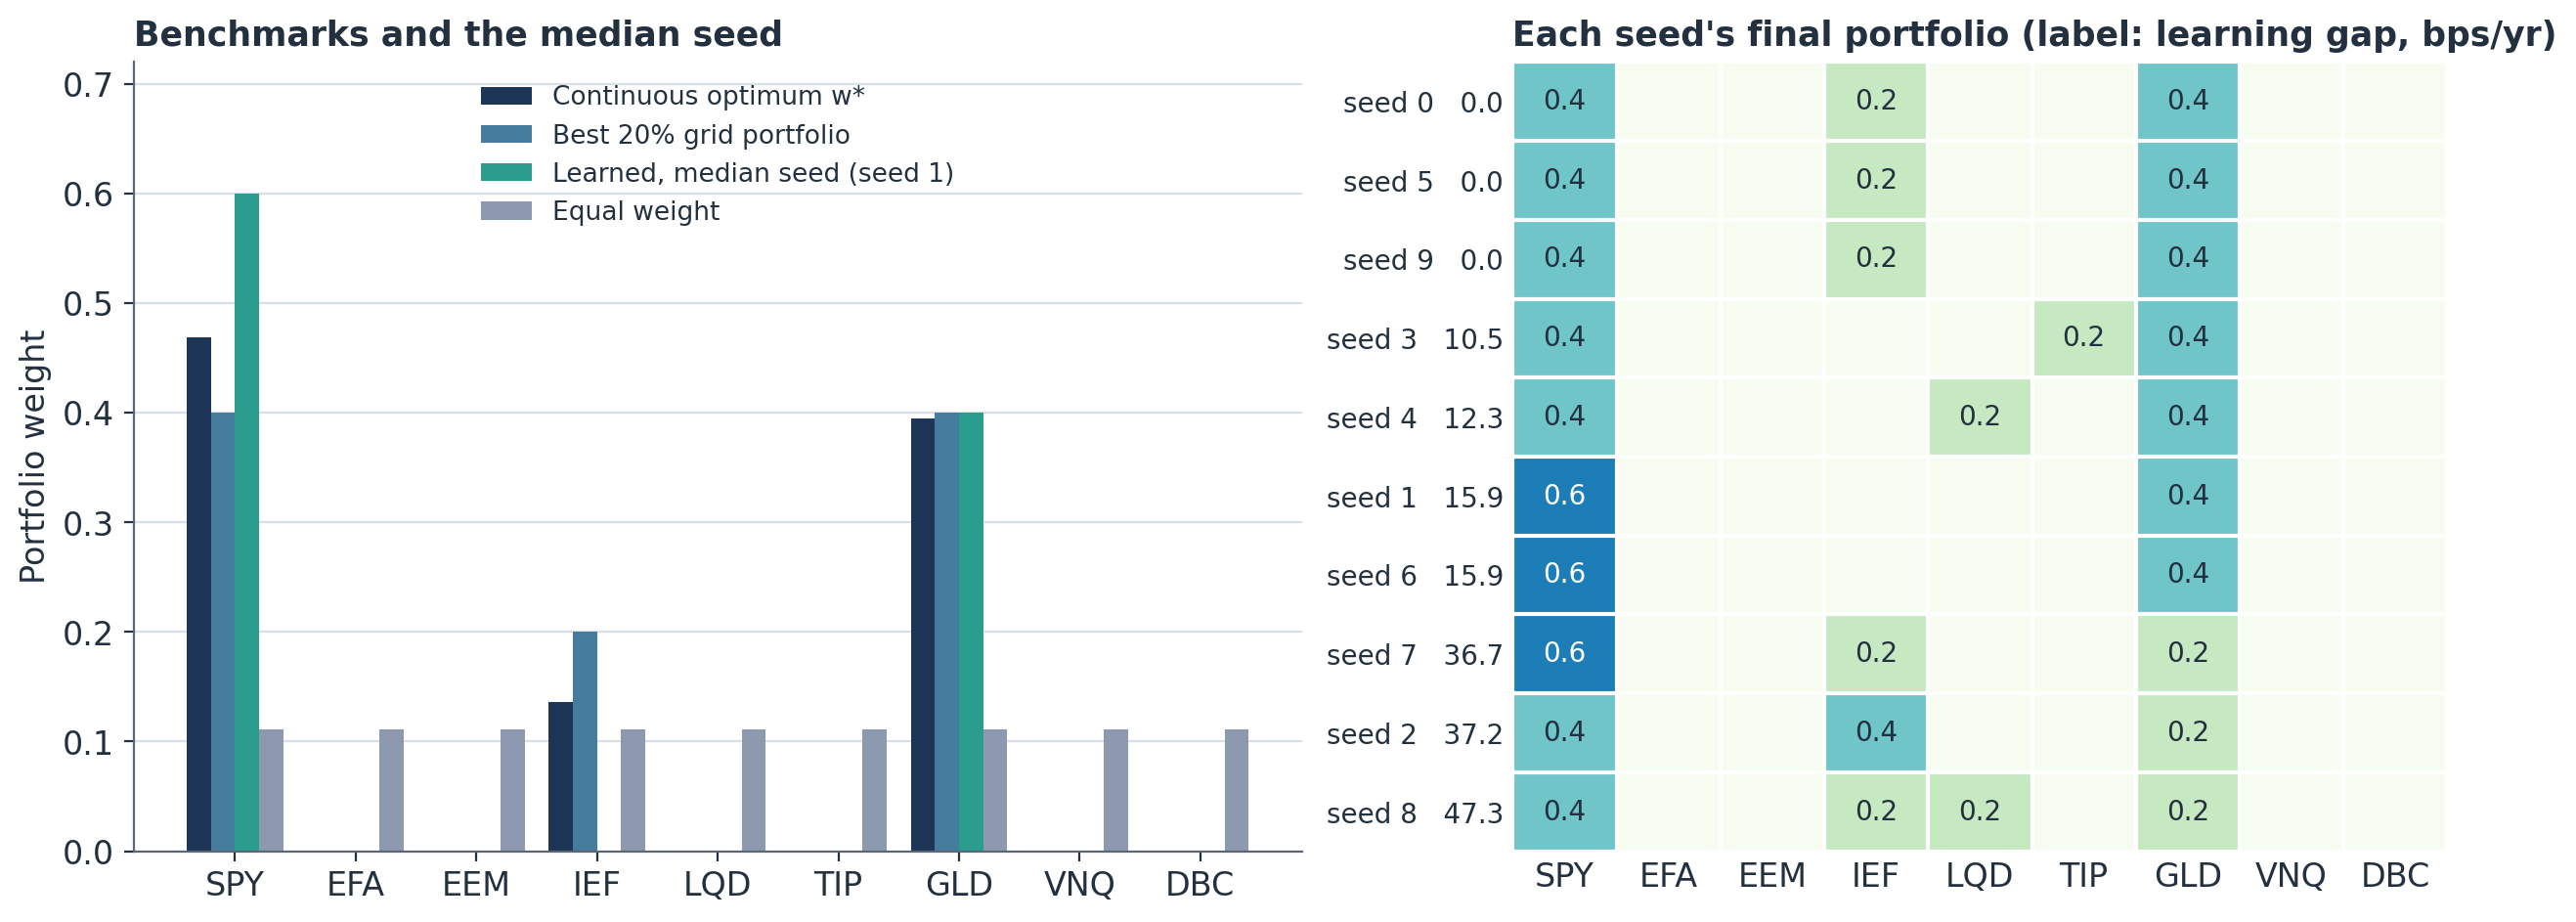 Benchmarks and the median seed
Portfolio weight
0.7
0.6
0.5
0.4
0.3
0.2
0.1
0.0
Continuous optimum w*
Best 20% grid portfolio
Learned, median seed (seed 1)
Equal weight
SPY EFA EEM IEF LQD TIP GLD VNQ DBC
Each seed's final portfolio (label: learning gap, bps/yr)
seed 0 0.0 0.4 0.2 0.4
seed 5 0.0 0.4 0.2 0.4
seed 9 0.0 0.4 0.2 0.4
seed 3 10.5 0.4 0.2 0.4
seed 4 12.3 0.4 0.2 0.4
seed 1 15.9 0.6 0.4
seed 6 15.9 0.6 0.4
seed 7 36.7 0.6 0.2 0.2
seed 2 37.2 0.4 0.4 0.2
seed 8 47.3 0.4 0.2 0.2 0.2
SPY EFA EEM IEF LQD TIP GLD VNQ DBC